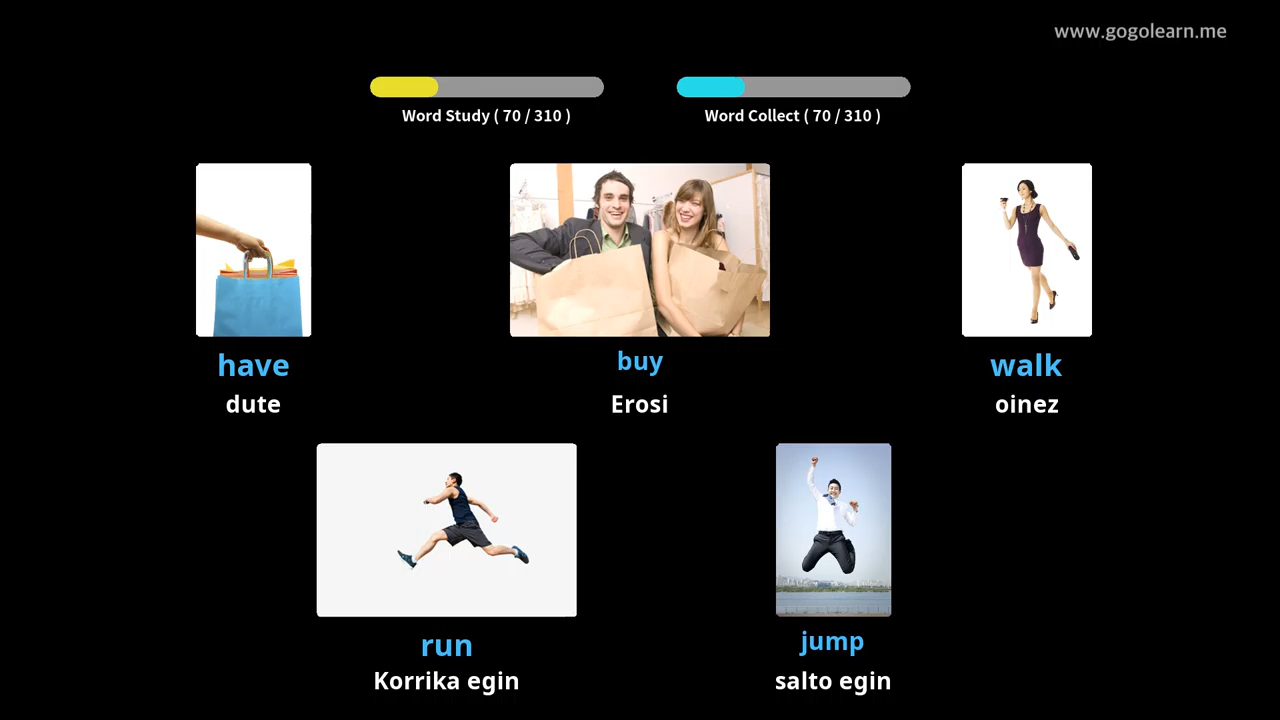 www.gogolearn.me
Word Study ( 70 / 310 )
Word Collect ( 70 / 310 )
have
dute
buy
Erosi
walk
oinez
run
Korrika egin
jump
salto egin